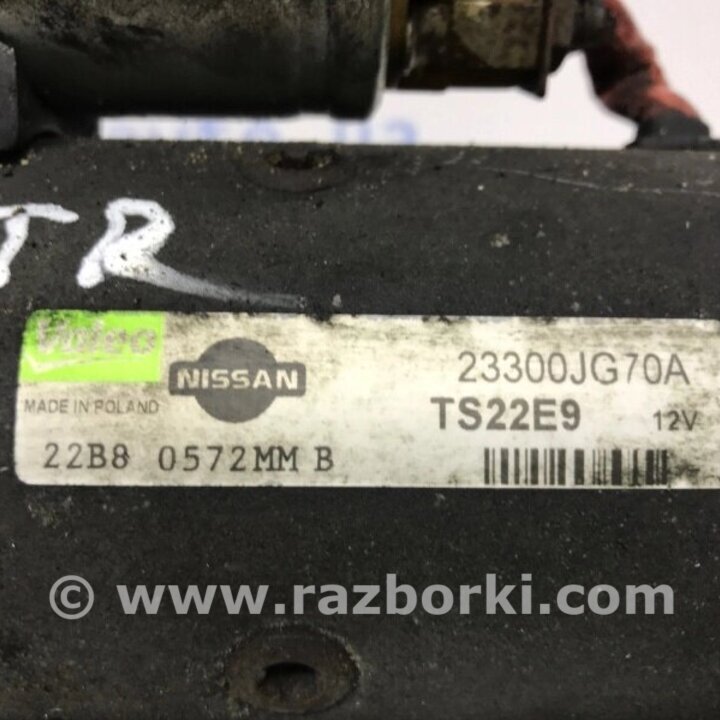 TR
Valeo
NISSAN
23300JG70A
MADE IN POLAND
TS22E9 12V
22B8 0572MM B
© www.razborki.com